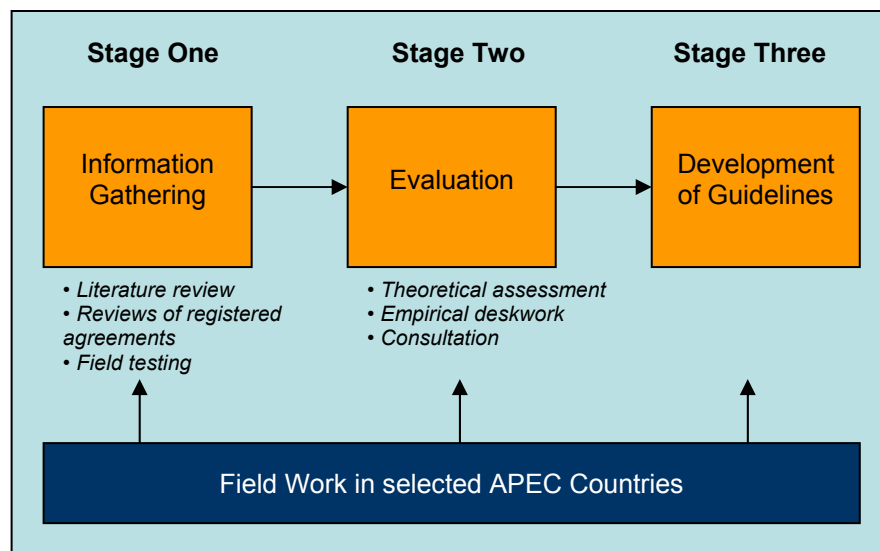 Stage One
Stage Two
Stage Three
Information
Gathering
Evaluation
Development
of Guidelines
• Literature review
• Reviews of registered
agreements
• Field testing
• Theoretical assessment
• Empirical deskwork
• Consultation
Field Work in selected APEC Countries